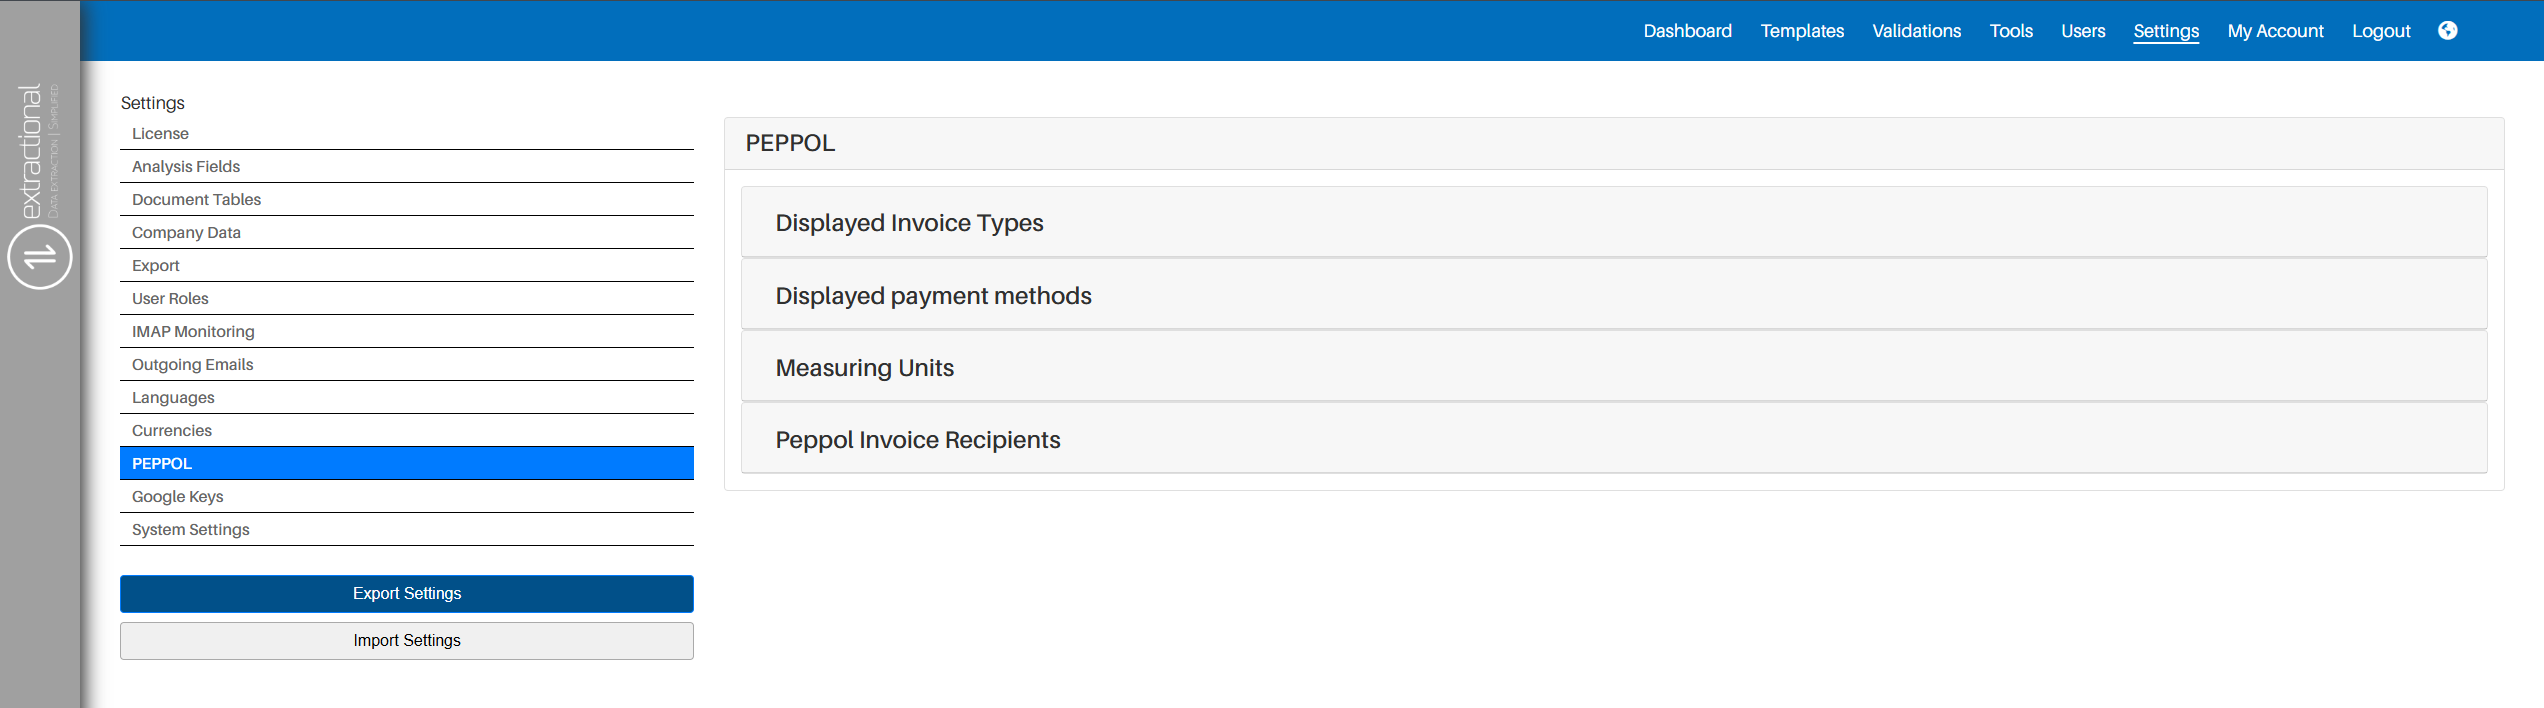 Dashboard Templates Validations Tools Users Settings My Account Logout
extractional
DATA EXTRACTION | SIMPLIFIED
Settings
License
Analysis Fields
Document Tables
Company Data
Export
User Roles
IMAP Monitoring
Outgoing Emails
Languages
Currencies
PEPPOL
Google Keys
System Settings
Export Settings
Import Settings
PEPPOL
Displayed Invoice Types
Displayed payment methods
Measuring Units
Peppol Invoice Recipients